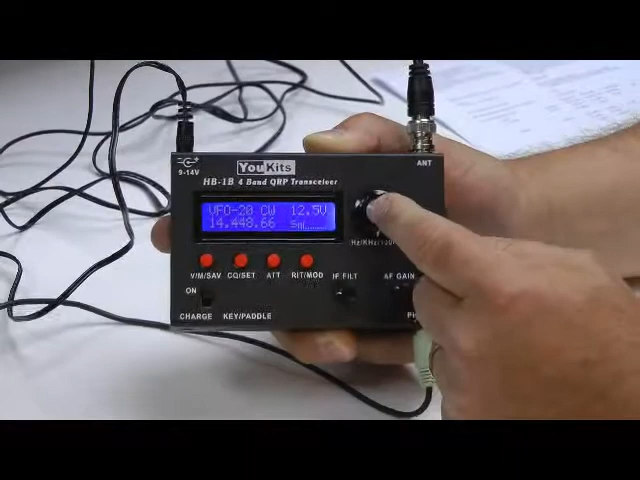 9-14V
YouKits
ANT
HB-1B 4 Band QRP Transceiver
VFO-20 CW 12.5V
14.448.66
Hz/KHz/100
V/M/SAV CQ/SET ATT RIT/MOD IF FILT AF GAIN
ON
CHARGE KEY/PADDLE